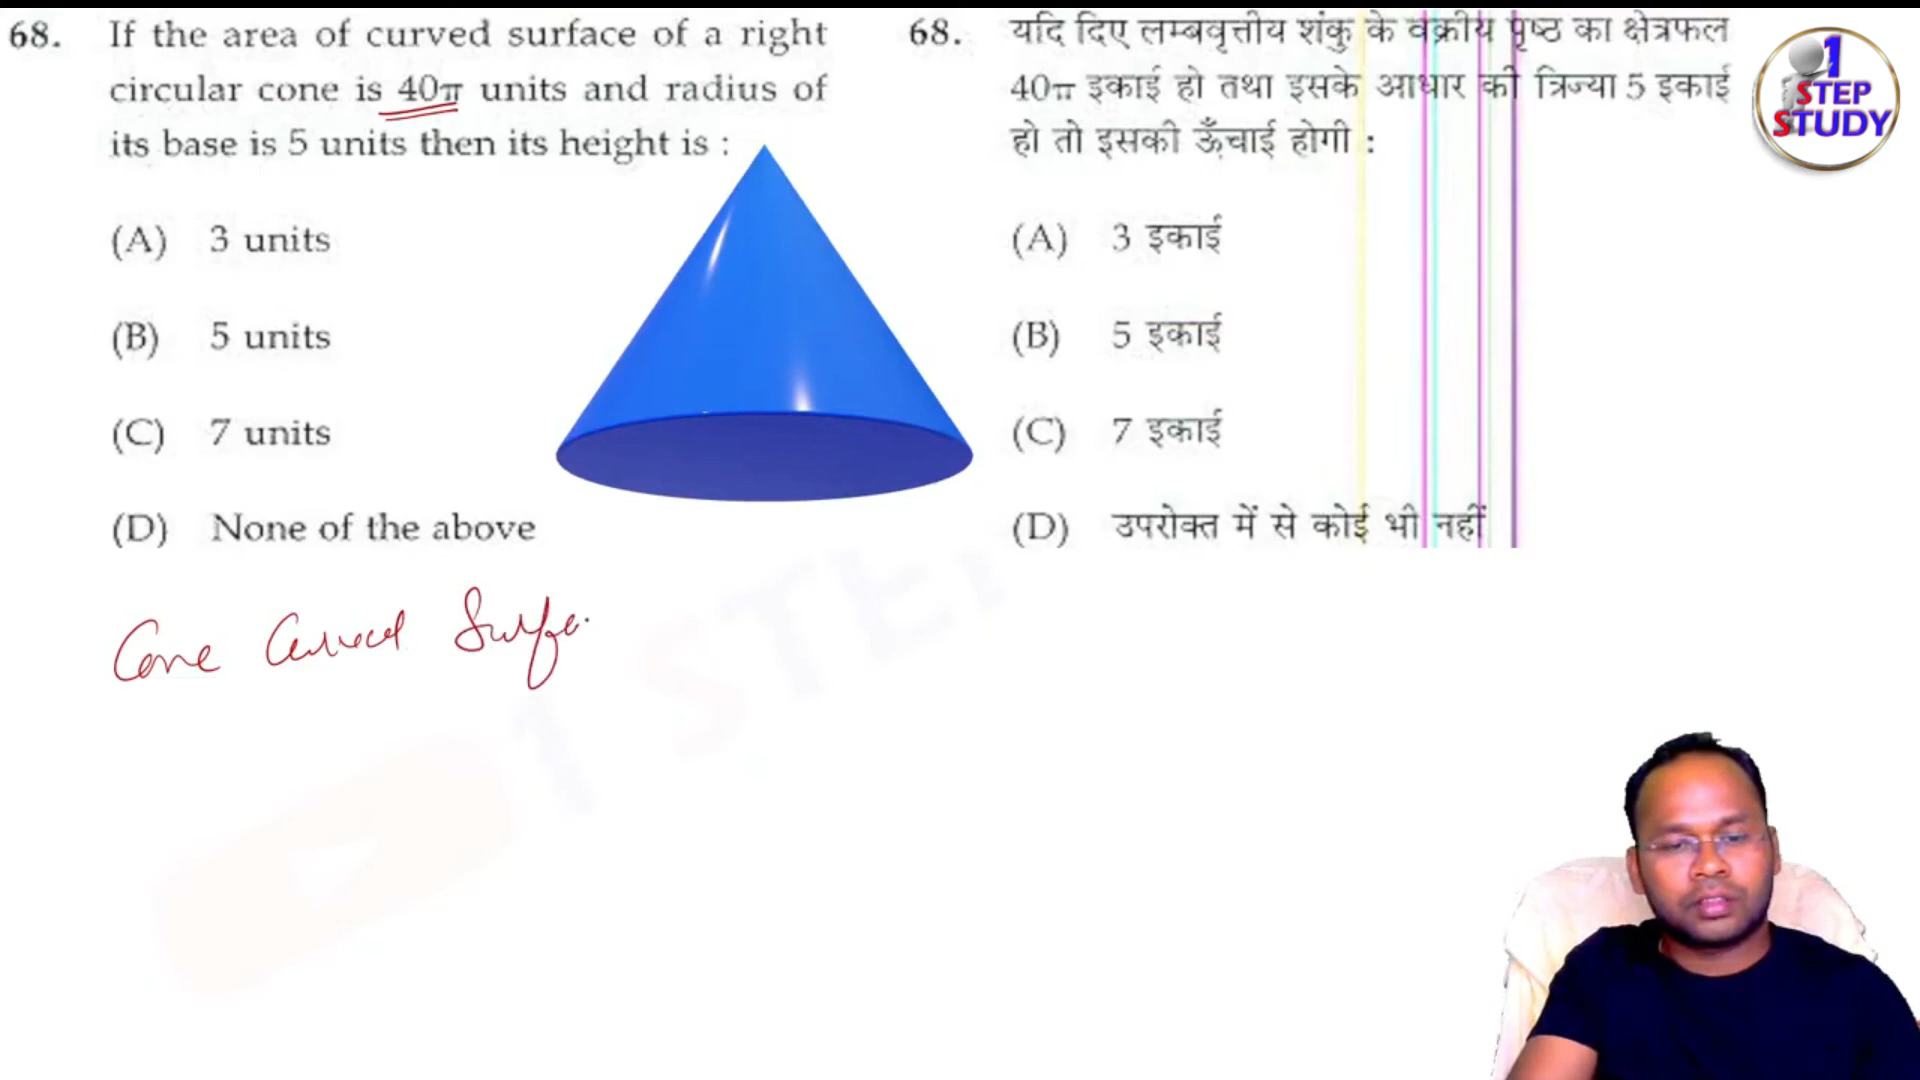 68. If the area of curved surface of a right
circular cone is 40π units and radius of
its base is 5 units then its height is :
(A) 3 units
(B) 5 units
(C) 7 units
(D) None of the above
68. यदि दिए लम्बवृत्तीय शंकु के वक्रीय पृष्ठ का क्षेत्रफल
40π इकाई हो तथा इसके आधार की त्रिज्या 5 इकाई
हो तो इसकी ऊँचाई होगी :
(A) 3 इकाई
(B) 5 इकाई
(C) 7 इकाई
(D) उपरोक्त में से कोई भी नहीं
1
STEP
STUDY
Cone Curved
1 STE